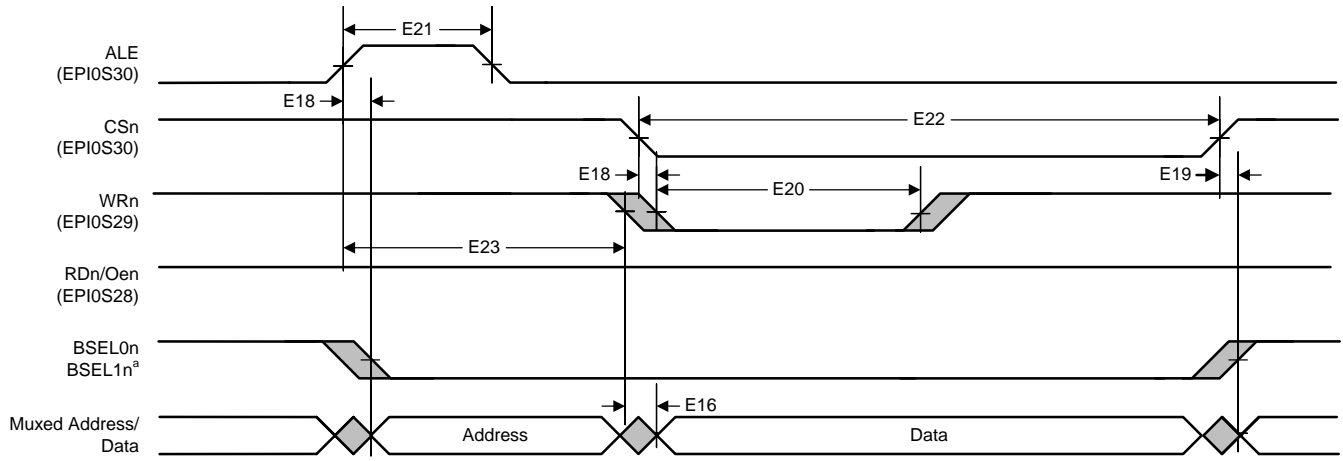 E21
ALE
(EPI0S30)
E18
CSn
(EPI0S30)
E22
E18
E19
WRn
(EPI0S29)
E20
E23
RDn/Oen
(EPI0S28)
BSEL0n
BSEL1nª
E16
Muxed Address/
Data
Address
Data